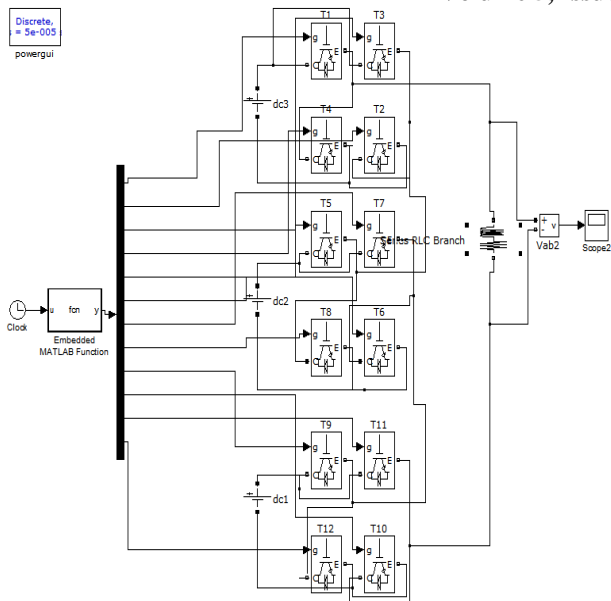 Discrete,
s = 5e-005 s
powergui
T1
T3
g
C
E
g
C
E
dc3
T4
T2
g
C
E
g
C
E
T5
T7
g
C
E
g
C
E
Series RLC Branch
+
-
v
Vab2
Scope2
dc2
Clock
u
fcn
y
Embedded
MATLAB Function
T8
T6
g
C
E
g
C
E
T9
T11
g
C
E
g
C
E
dc1
T12
T10
g
C
E
g
C
E